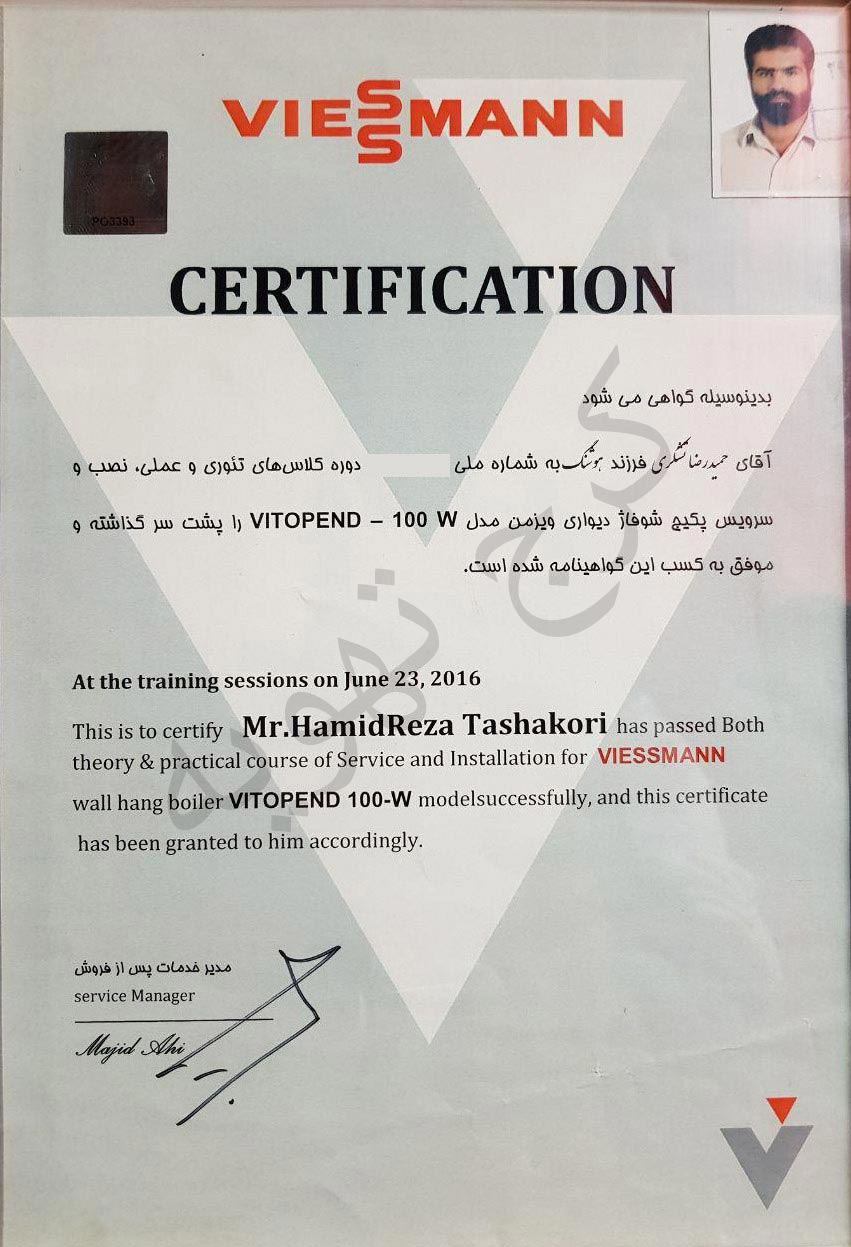 VIESSMANN
PG3393
CERTIFICATION
بدینوسیله گواهی می شود
آقای حمیدرضا تشکری فرزند هوشنگ به شماره ملی دوره کلاس‌های تئوری و عملی، نصب و
سرویس پکیج شوفاژ دیواری ویزمن مدل VITOPEND – 100 W را پشت سر گذاشته و
موفق به کسب این گواهینامه شده است.
کرج تهویه
At the training sessions on June 23, 2016
This is to certify Mr.HamidReza Tashakori has passed Both
theory & practical course of Service and Installation for VIESSMANN
wall hang boiler VITOPEND 100-W modelsuccessfully, and this certificate
has been granted to him accordingly.
مدیر خدمات پس از فروش
service Manager
Majid Ahi